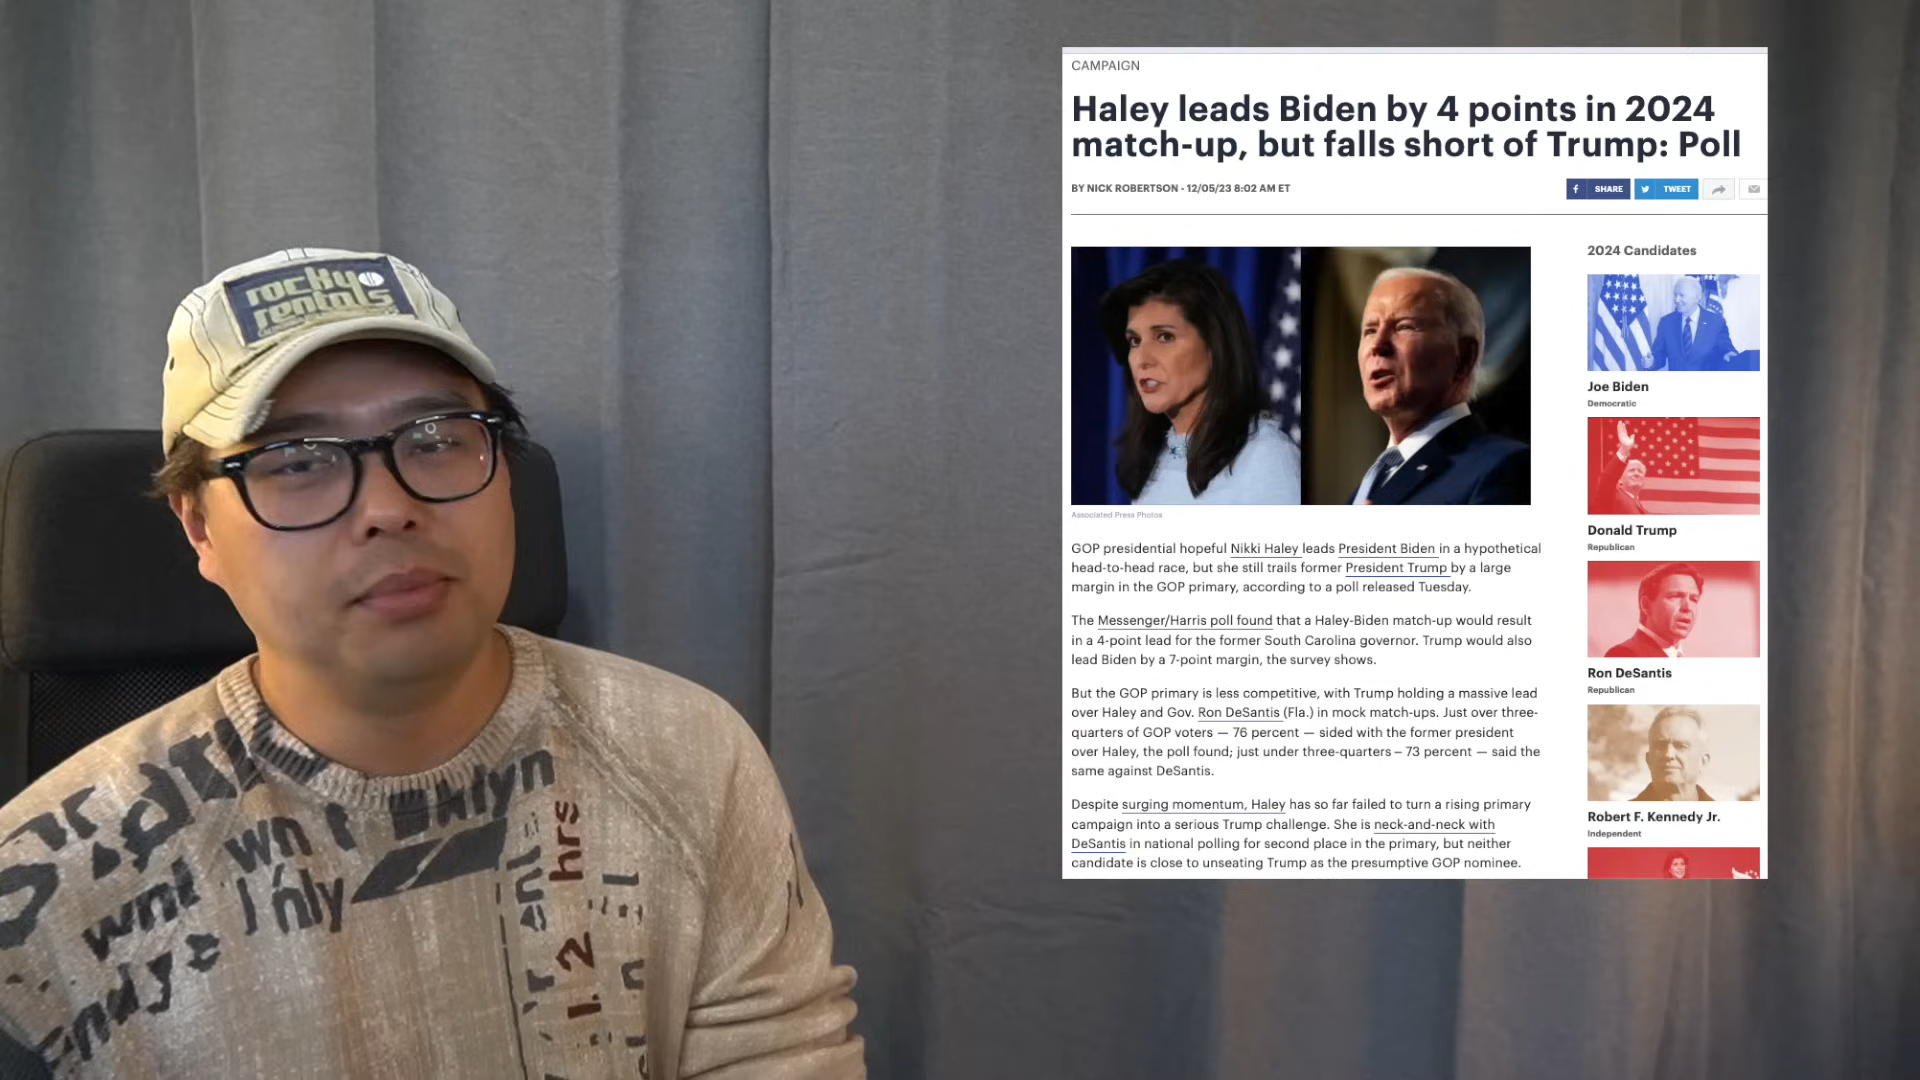 rocky
rentals
wn
I ńly
wnt
1.2 hrs
CAMPAIGN
Haley leads Biden by 4 points in 2024
match-up, but falls short of Trump: Poll
BY NICK ROBERTSON - 12/05/23 8:02 AM ET
SHARE
TWEET
2024 Candidates
Joe Biden
Democratic
Donald Trump
Republican
Ron DeSantis
Republican
Robert F. Kennedy Jr.
Independent
Associated Press Photos
GOP presidential hopeful Nikki Haley leads President Biden in a hypothetical
head-to-head race, but she still trails former President Trump by a large
margin in the GOP primary, according to a poll released Tuesday.
The Messenger/Harris poll found that a Haley-Biden match-up would result
in a 4-point lead for the former South Carolina governor. Trump would also
lead Biden by a 7-point margin, the survey shows.
But the GOP primary is less competitive, with Trump holding a massive lead
over Haley and Gov. Ron DeSantis (Fla.) in mock match-ups. Just over three-
quarters of GOP voters — 76 percent — sided with the former president
over Haley, the poll found; just under three-quarters – 73 percent — said the
same against DeSantis.
Despite surging momentum, Haley has so far failed to turn a rising primary
campaign into a serious Trump challenge. She is neck-and-neck with
DeSantis in national polling for second place in the primary, but neither
candidate is close to unseating Trump as the presumptive GOP nominee.